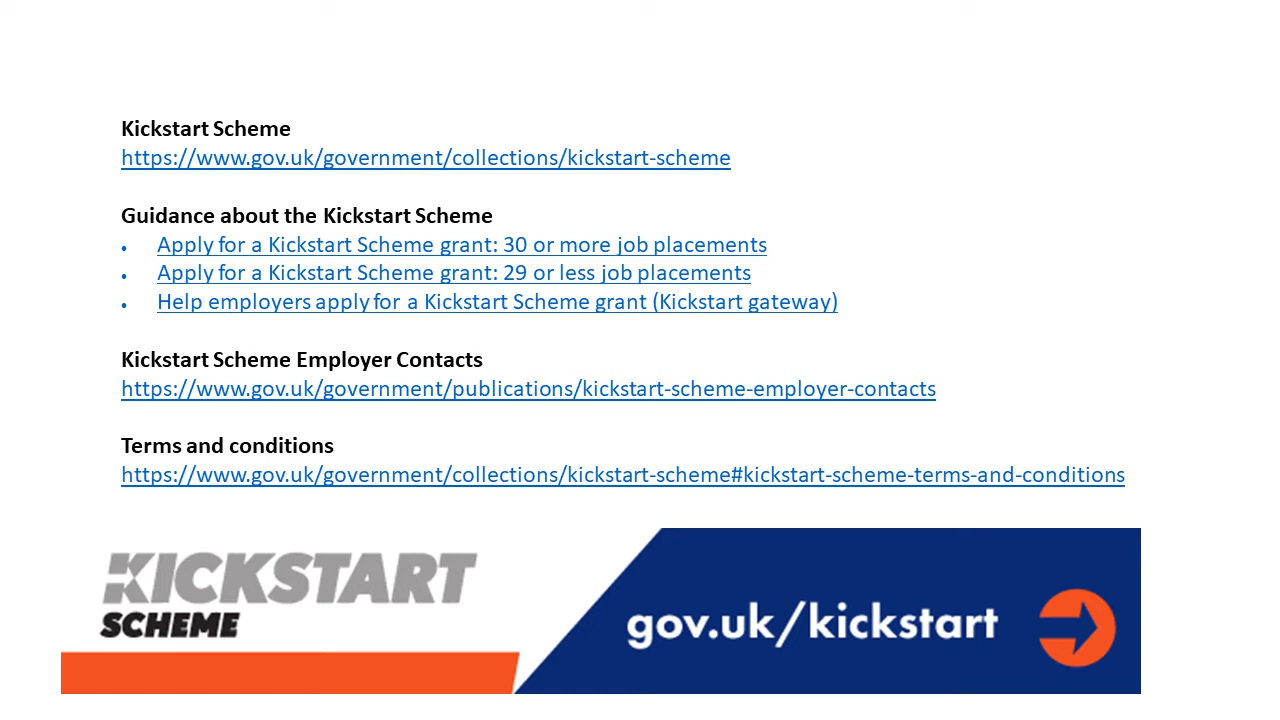 Kickstart Scheme
https://www.gov.uk/government/collections/kickstart-scheme
Guidance about the Kickstart Scheme
• Apply for a Kickstart Scheme grant: 30 or more job placements
• Apply for a Kickstart Scheme grant: 29 or less job placements
• Help employers apply for a Kickstart Scheme grant (Kickstart gateway)
Kickstart Scheme Employer Contacts
https://www.gov.uk/government/publications/kickstart-scheme-employer-contacts
Terms and conditions
https://www.gov.uk/government/collections/kickstart-scheme#kickstart-scheme-terms-and-conditions
KICKSTART
SCHEME
gov.uk/kickstart